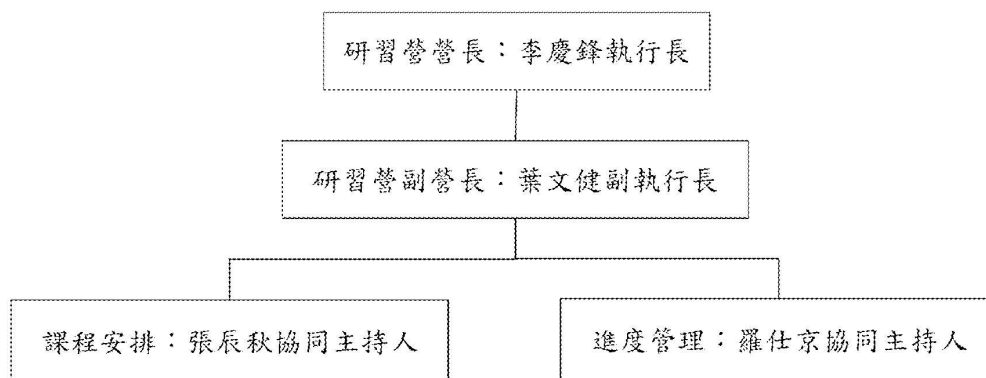 研習營營長：李慶鋒執行長
研習營副營長：葉文健副執行長
課程安排：張辰秋協同主持人
進度管理：羅仕京協同主持人